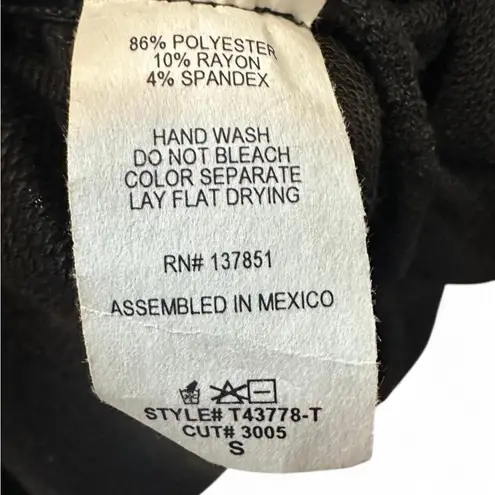 86% POLYESTER
10% RAYON
4% SPANDEX
HAND WASH
DO NOT BLEACH
COLOR SEPARATE
LAY FLAT DRYING
RN# 137851
ASSEMBLED IN MEXICO
STYLE# T43778-T
CUT# 3005
S